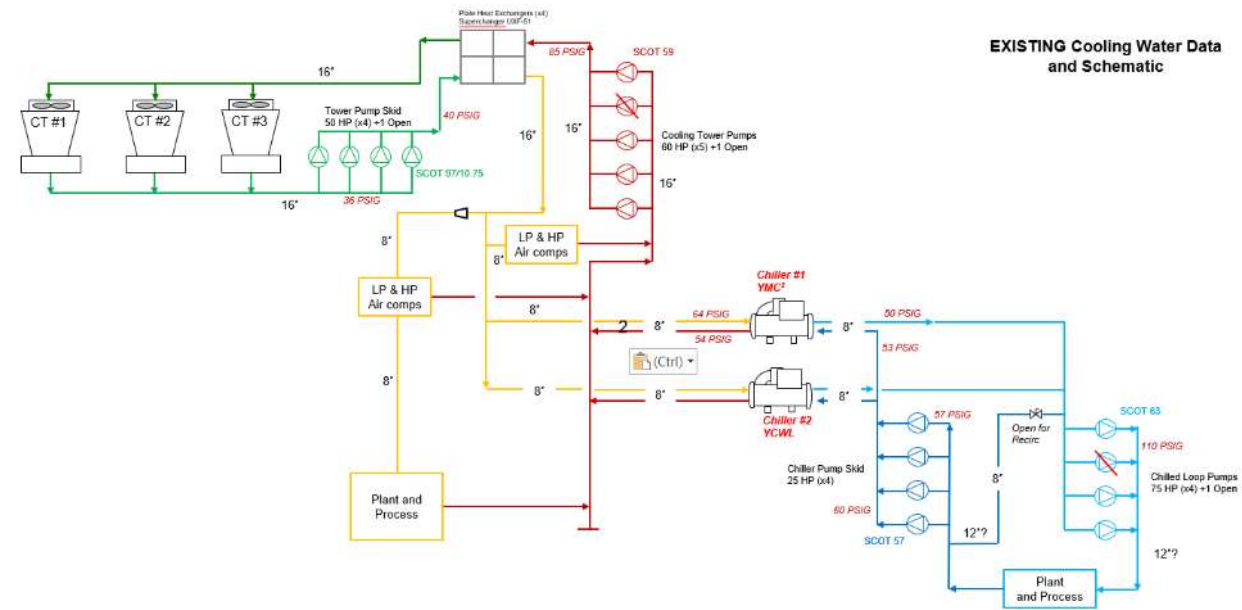 Plate Heat Exchangers (x4)
Superchanger UXF-51
EXISTING Cooling Water Data
and Schematic
85 PSIG
SCOT 59
16"
CT #1
CT #2
CT #3
Tower Pump Skid
50 HP (x4) +1 Open
40 PSIG
16"
16"
Cooling Tower Pumps
60 HP (x5) +1 Open
SCOT 97/10.75
16"
16"
36 PSIG
8"
LP & HP
Air comps
8"
LP & HP
Air comps
8"
Chiller #1
YMC²
64 PSIG
2
8"
54 PSIG
8"
50 PSIG
53 PSIG
(Ctrl)
8"
8"
8"
8"
Chiller #2
YCWL
57 PSIG
Open for
Recirc
SCOT 63
110 PSIG
Chiller Pump Skid
25 HP (x4)
8"
Chilled Loop Pumps
75 HP (x4) +1 Open
Plant and
Process
60 PSIG
SCOT 57
12"?
12"?
Plant
and Process